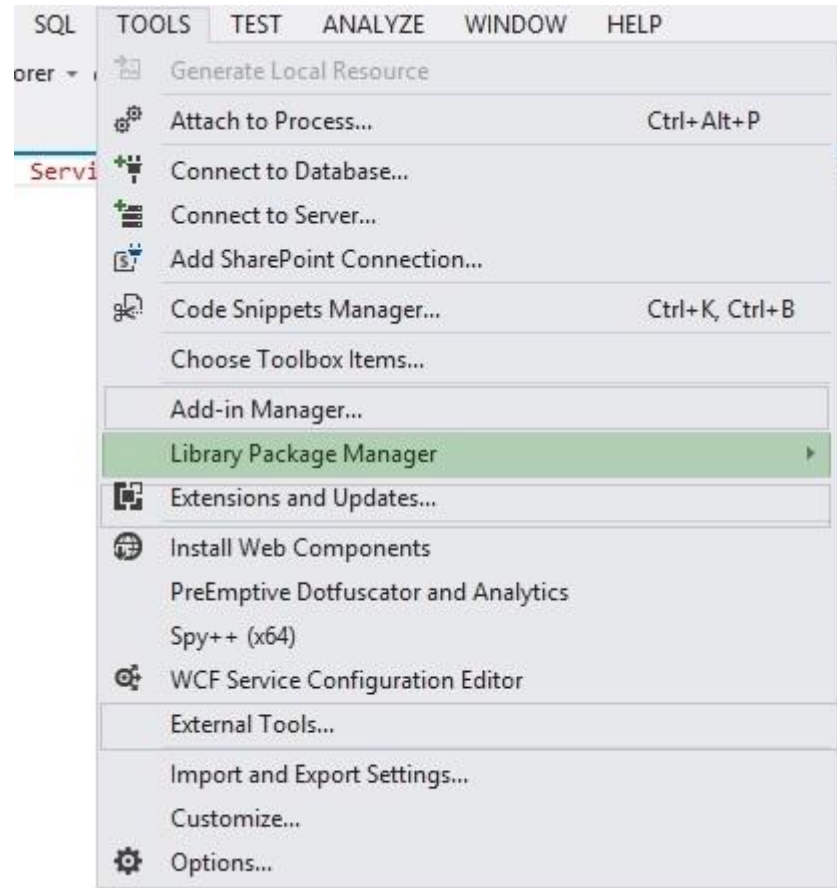 SQL TOOLS TEST ANALYZE WINDOW HELP
orer Generate Local Resource
Attach to Process... Ctrl+Alt+P
Servi Connect to Database...
Connect to Server...
Add SharePoint Connection...
Code Snippets Manager... Ctrl+K, Ctrl+B
Choose Toolbox Items...
Add-in Manager...
Library Package Manager
Extensions and Updates...
Install Web Components
PreEmptive Dotfuscator and Analytics
Spy++ (x64)
WCF Service Configuration Editor
External Tools...
Import and Export Settings...
Customize...
Options...